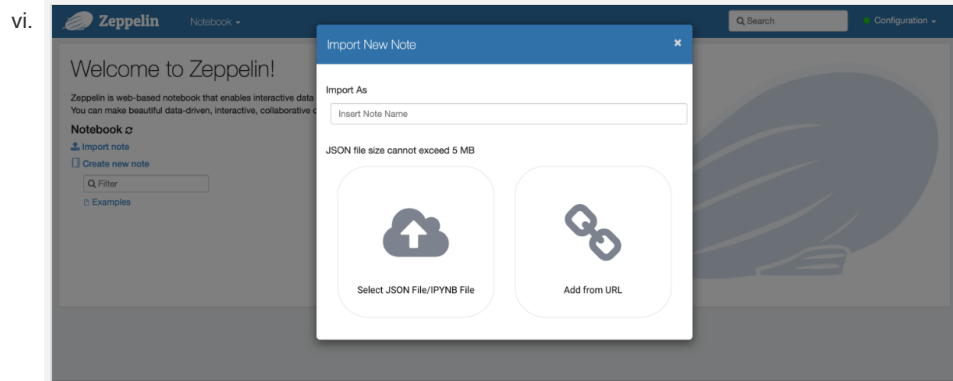 vi.
Zeppelin Notebook Search Configuration
Import New Note ×
Welcome to Zeppelin!
Import As
Zeppelin is web-based notebook that enables interactive data
You can make beautiful data-driven, interactive, collaborative
Insert Note Name
Notebook
Import note
JSON file size cannot exceed 5 MB
Create new note
Filter
Examples
Select JSON File/IPYNB File Add from URL